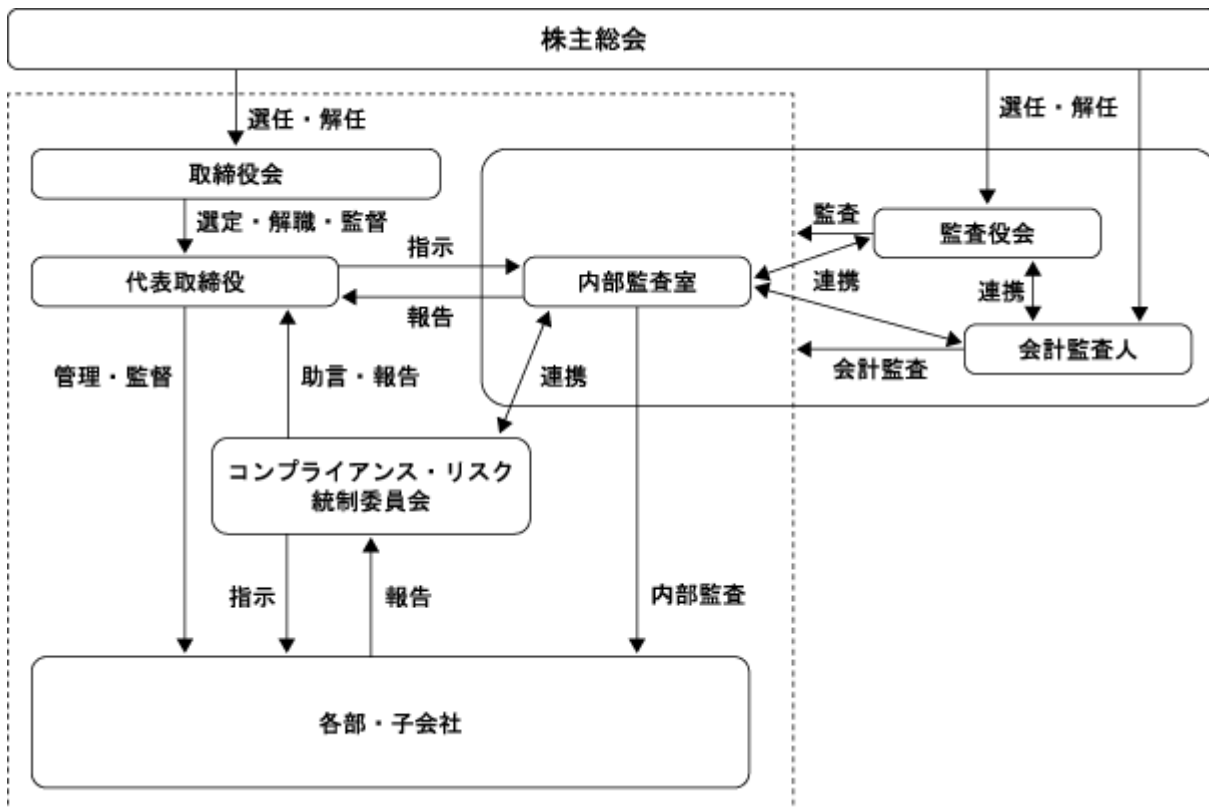 株主総会
選任・解任
選任・解任
取締役会
選定・解職・監督
監査
監査役会
指示
代表取締役
内部監査室
連携
連携
報告
会計監査人
会計監査
管理・監督
助言・報告
連携
コンプライアンス・リスク
統制委員会
指示
報告
内部監査
各部・子会社